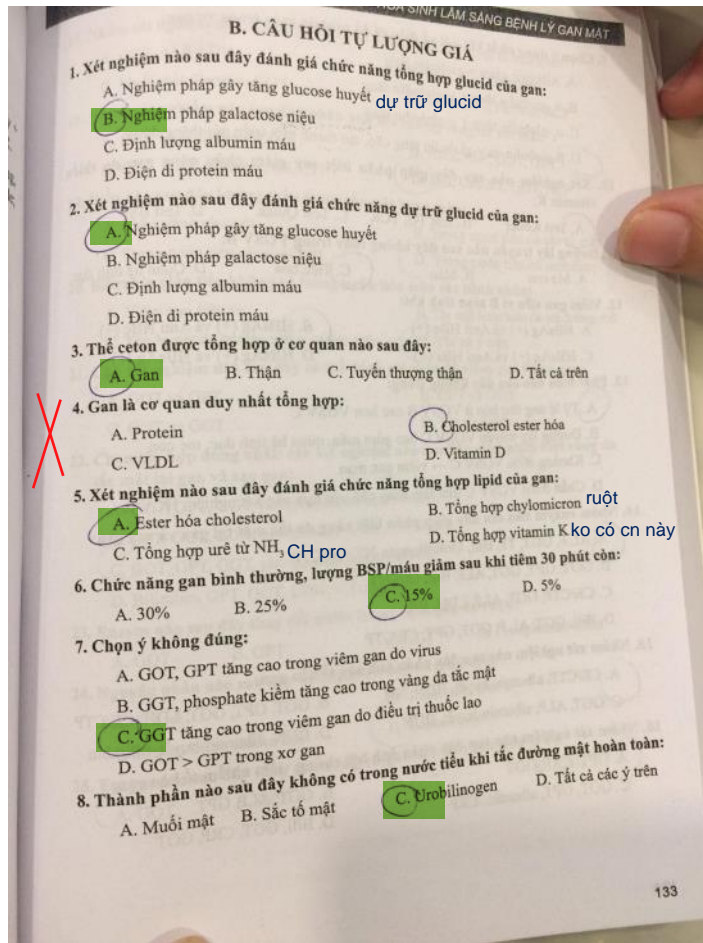 HÓA SINH LÂM SÀNG BỆNH LÝ GAN MẬT
B. CÂU HỎI TỰ LƯỢNG GIÁ
1. Xét nghiệm nào sau đây đánh giá chức năng tổng hợp glucid của gan:
A. Nghiệm pháp gây tăng glucose huyết dự trữ glucid
B. Nghiệm pháp galactose niệu
C. Định lượng albumin máu
D. Điện di protein máu
2. Xét nghiệm nào sau đây đánh giá chức năng dự trữ glucid của gan:
A. Nghiệm pháp gây tăng glucose huyết
B. Nghiệm pháp galactose niệu
C. Định lượng albumin máu
D. Điện di protein máu
3. Thể ceton được tổng hợp ở cơ quan nào sau đây:
A. Gan B. Thận C. Tuyến thượng thận D. Tất cả trên
4. Gan là cơ quan duy nhất tổng hợp:
A. Protein B. Cholesterol ester hóa
C. VLDL D. Vitamin D
5. Xét nghiệm nào sau đây đánh giá chức năng tổng hợp lipid của gan:
A. Ester hóa cholesterol B. Tổng hợp chylomicron ruột
C. Tổng hợp urê từ NH₃ CH pro D. Tổng hợp vitamin K ko có cn này
6. Chức năng gan bình thường, lượng BSP/máu giảm sau khi tiêm 30 phút còn:
A. 30% B. 25% C. 15% D. 5%
7. Chọn ý không đúng:
A. GOT, GPT tăng cao trong viêm gan do virus
B. GGT, phosphate kiềm tăng cao trong vàng da tắc mật
C. GGT tăng cao trong viêm gan do điều trị thuốc lao
D. GOT > GPT trong xơ gan
8. Thành phần nào sau đây không có trong nước tiểu khi tắc đường mật hoàn toàn:
A. Muối mật B. Sắc tố mật C. Urobilinogen D. Tất cả các ý trên
133